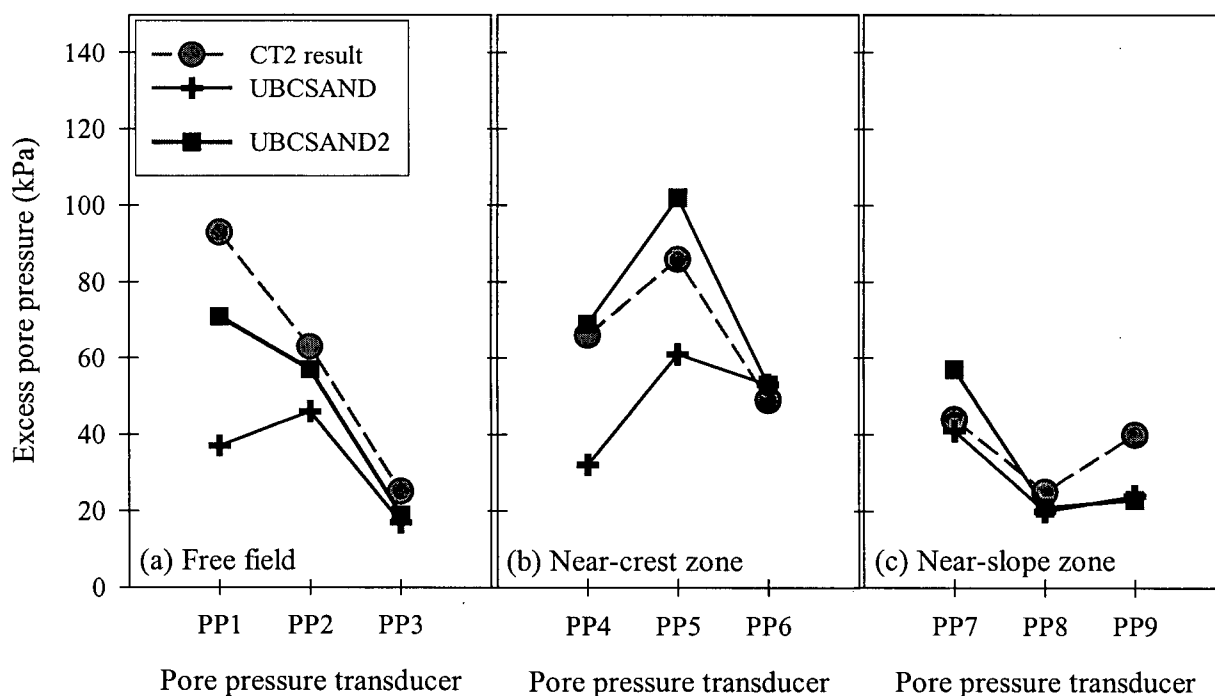 140
120
100
80
60
40
20
0
Excess pore pressure (kPa)
CT2 result
UBCSAND
UBCSAND2
(a) Free field
(b) Near-crest zone
(c) Near-slope zone
PP1 PP2 PP3
PP4 PP5 PP6
PP7 PP8 PP9
Pore pressure transducer
Pore pressure transducer
Pore pressure transducer